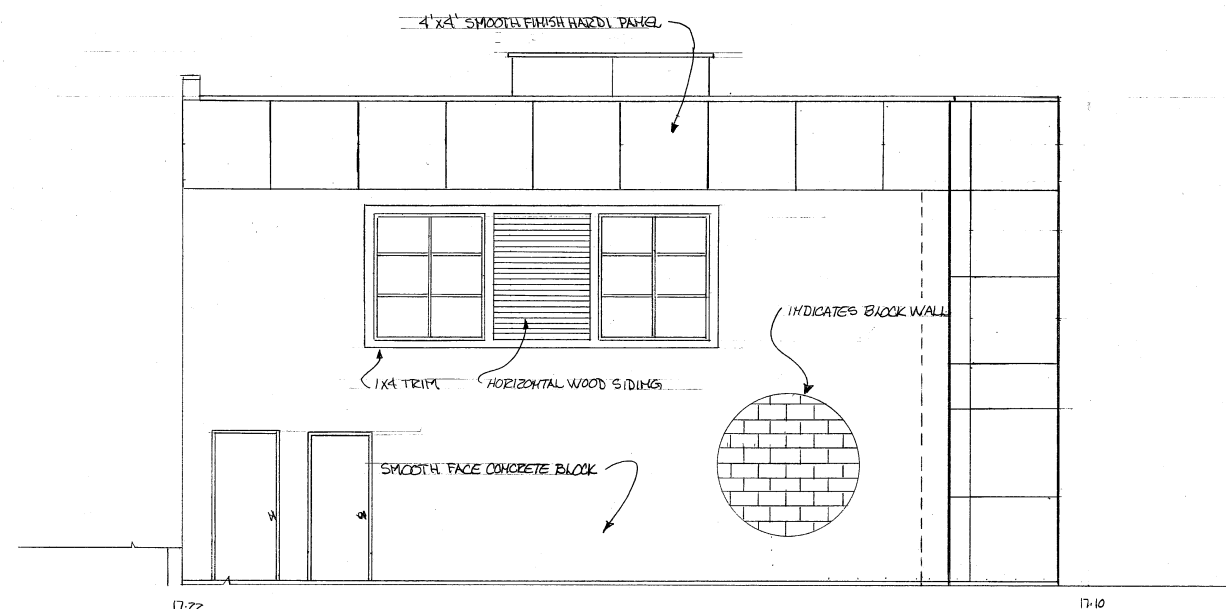 4'x4' SMOOTH FINISH HARDI PANEL
INDICATES BLOCK WALL
1x4 TRIM
HORIZONTAL WOOD SIDING
SMOOTH FACE CONCRETE BLOCK
17.22
17.10